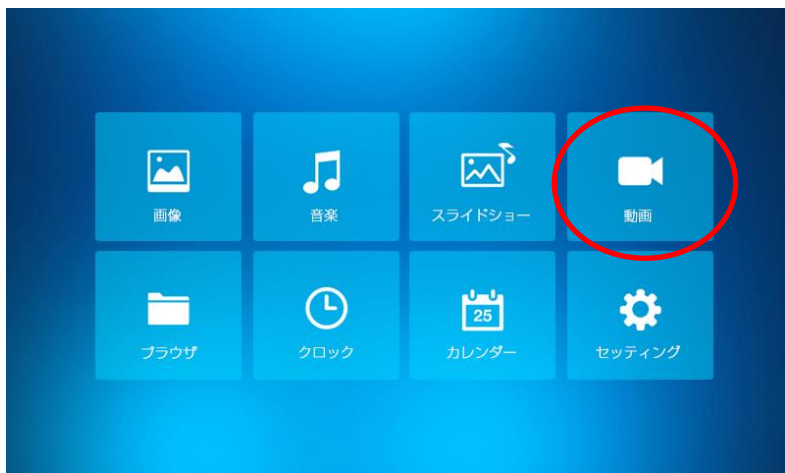 画像
音楽
スライドショー
動画
25
ブラウザ
クロック
カレンダー
セッティング